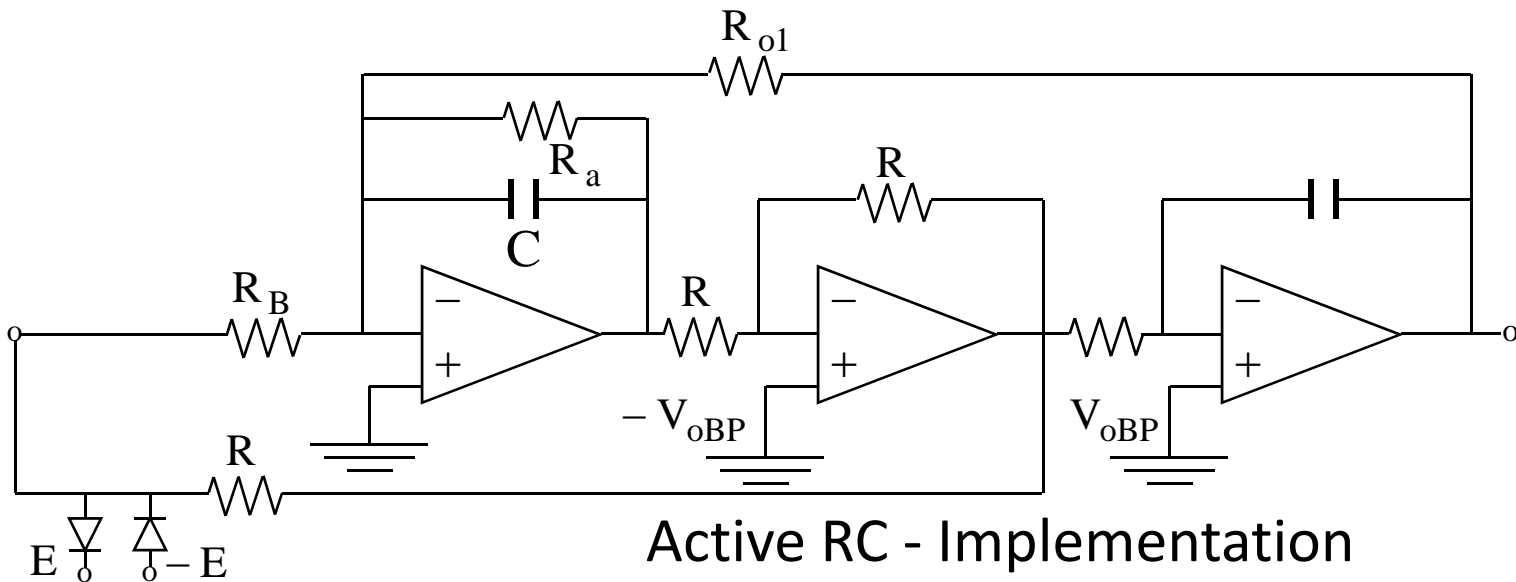 R o1
R a
R
C
R B
R
−
+
−
+
−
+
o
o
− V oBP
V oBP
R
E o
o − E
Active RC - Implementation